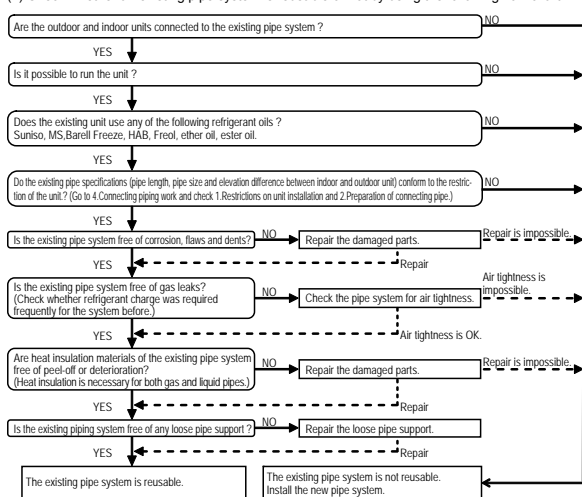 Are the outdoor and indoor units connected to the existing pipe system ?
NO
YES
Is it possible to run the unit ?
NO
YES
Does the existing unit use any of the following refrigerant oils ?
Suniso, MS,Barell Freeze, HAB, Freol, ether oil, ester oil.
NO
YES
Do the existing pipe specifications (pipe length, pipe size and elevation difference between indoor and outdoor unit) conform to the restric-
tion of the unit.? (Go to 4.Connecting piping work and check 1.Restrictions on unit installation and 2.Preparation of connecting pipe.)
NO
YES
Is the existing pipe system free of corrosion, flaws and dents?
NO
Repair the damaged parts.
Repair is impossible.
YES
Repair
Is the existing pipe system free of gas leaks?
(Check whether refrigerant charge was required
frequently for the system before.)
NO
Check the pipe system for air tightness.
Air tightness is
impossible.
YES
Air tightness is OK.
Are heat insulation materials of the existing pipe system
free of peel-off or deterioration?
(Heat insulation is necessary for both gas and liquid pipes.)
NO
Repair the damaged parts.
Repair is impossible.
YES
Repair
Is the existing piping system free of any loose pipe support ?
NO
Repair the loose pipe support.
YES
Repair
The existing pipe system is reusable.
The existing pipe system is not reusable.
Install the new pipe system.